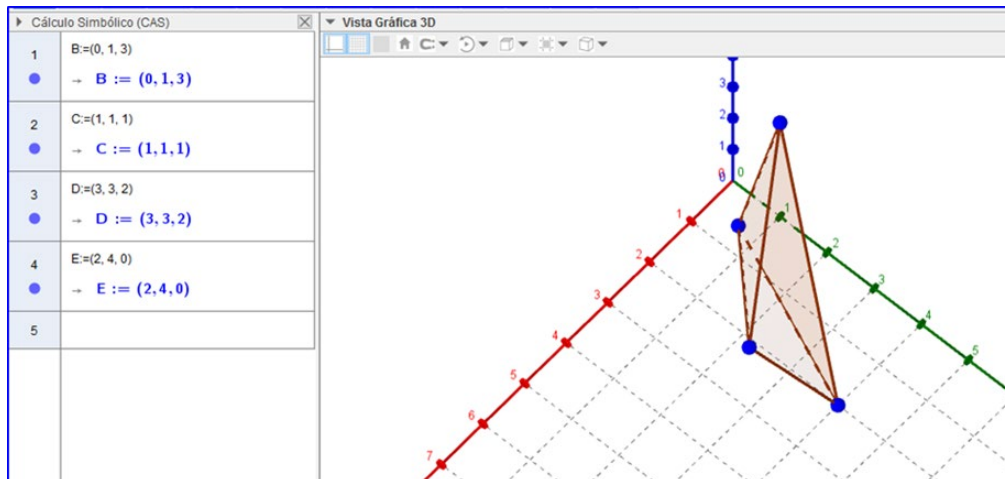 Cálculo Simbólico (CAS)
1
B:=(0, 1, 3)
→ B := (0, 1, 3)
2
C:=(1, 1, 1)
→ C := (1, 1, 1)
3
D:=(3, 3, 2)
→ D := (3, 3, 2)
4
E:=(2, 4, 0)
→ E := (2, 4, 0)
5
Vista Gráfica 3D
3
2
1
0
0
0
1
2
3
4
5
6
7
1
2
3
4
5